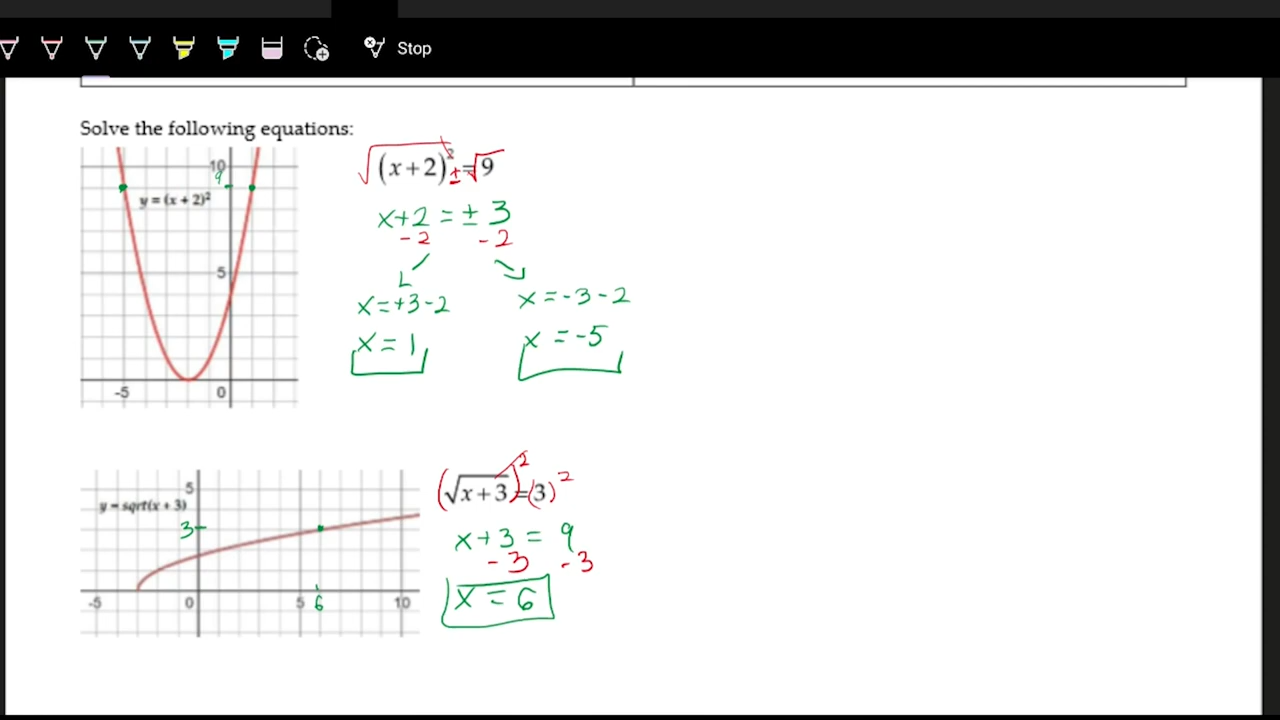 Stop
Solve the following equations:
10
9
y = (x + 2)²
5
-5 0
√(x+2)² = ±√9
x+2 = ± 3
-2 -2
x = +3 - 2 x = -3 - 2
x = 1 x = -5
y = sqrt(x + 3)
5
3
-5 0 5 6 10
(√x+3)² = (3)²
x+3 = 9
-3 -3
x = 6